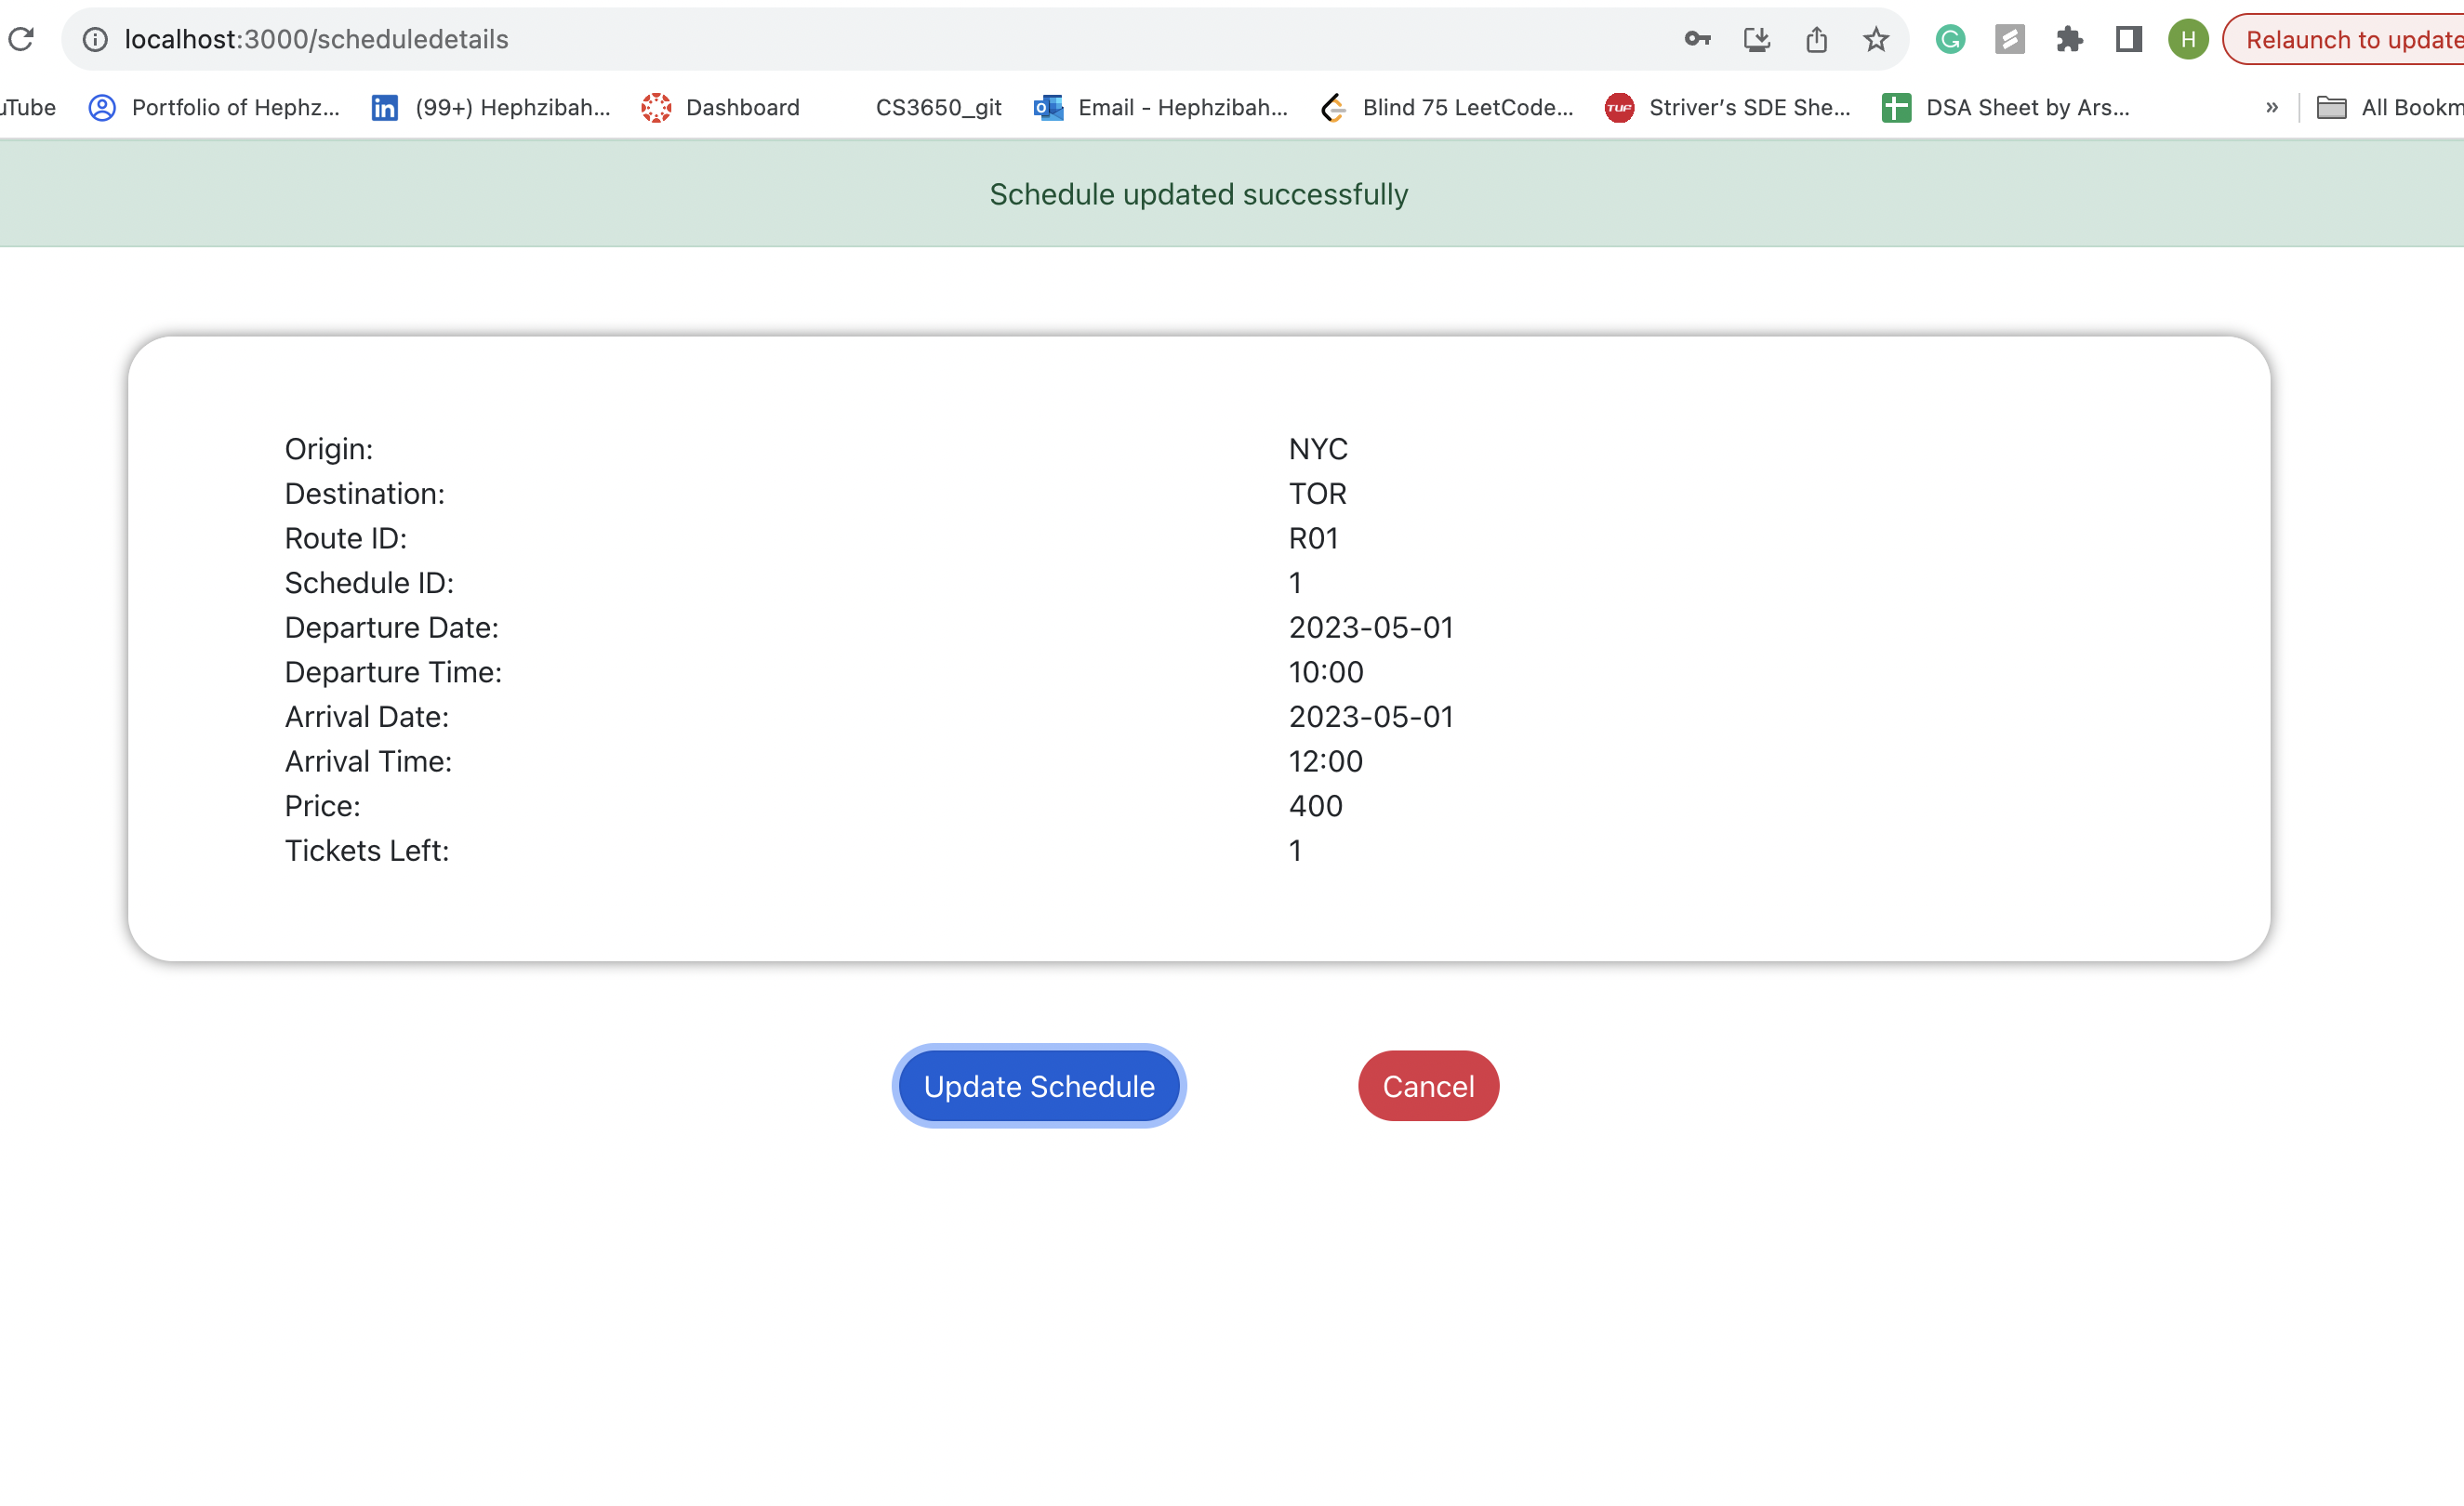 localhost:3000/scheduledetails
H
Relaunch to update
uTube
Portfolio of Hephz...
in
(99+) Hephzibah...
Dashboard
CS3650_git
Email - Hephzibah...
Blind 75 LeetCode...
TUF
Striver’s SDE She...
DSA Sheet by Ars...
»
All Bookm
Schedule updated successfully
Origin: NYC
Destination: TOR
Route ID: R01
Schedule ID: 1
Departure Date: 2023-05-01
Departure Time: 10:00
Arrival Date: 2023-05-01
Arrival Time: 12:00
Price: 400
Tickets Left: 1
Update Schedule
Cancel